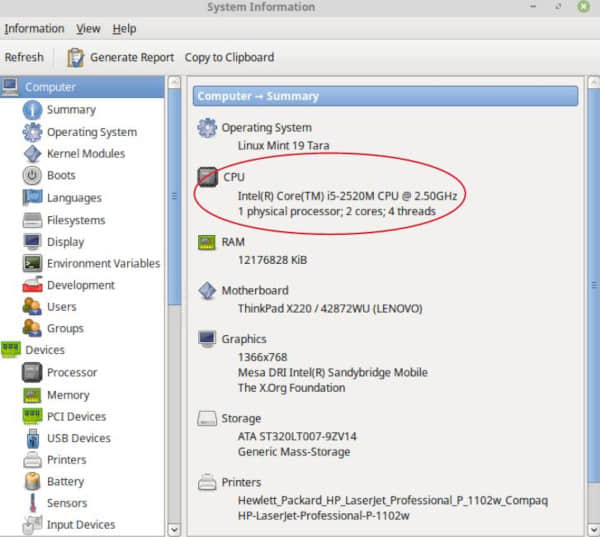 System Information
Information View Help
Refresh Generate Report Copy to Clipboard
Computer
Summary
Operating System
Kernel Modules
Boots
Languages
Filesystems
Display
Environment Variables
Development
Users
Groups
Devices
Processor
Memory
PCI Devices
USB Devices
Printers
Battery
Sensors
Input Devices
Computer → Summary
Operating System
Linux Mint 19 Tara
CPU
Intel(R) Core(TM) i5-2520M CPU @ 2.50GHz
1 physical processor; 2 cores; 4 threads
RAM
12176828 KiB
Motherboard
ThinkPad X220 / 42872WU (LENOVO)
Graphics
1366x768
Mesa DRI Intel(R) Sandybridge Mobile
The X.Org Foundation
Storage
ATA ST320LT007-9ZV14
Generic Mass-Storage
Printers
Hewlett_Packard_HP_LaserJet_Professional_P_1102w_Compaq
HP-LaserJet-Professional-P-1102w